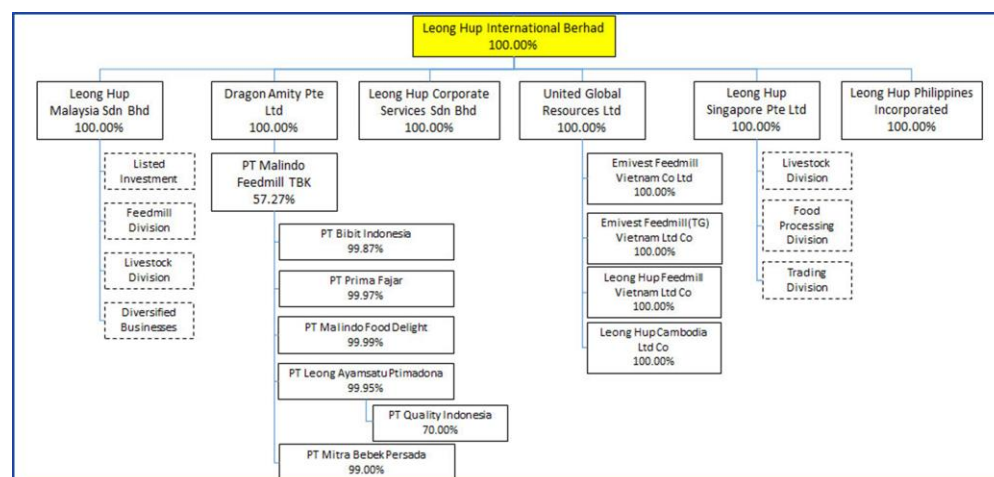 Leong Hup International Berhad
100.00%
Leong Hup
Malaysia Sdn Bhd
100.00%
Dragon Amity Pte
Ltd
100.00%
Leong Hup Corporate
Services Sdn Bhd
100.00%
United Global
Resources Ltd
100.00%
Leong Hup
Singapore Pte Ltd
100.00%
Leong Hup Philippines
Incorporated
100.00%
Listed
Investment
Feedmill
Division
Livestock
Division
Diversified
Businesses
PT Malindo
Feedmill TBK
57.27%
PT Bibit Indonesia
99.87%
PT Prima Fajar
99.97%
PT Malindo Food Delight
99.99%
PT Leong Ayamsatu Ptimadona
99.95%
PT Quality Indonesia
70.00%
PT Mitra Bebek Persada
99.00%
Emivest Feedmill
Vietnam Co Ltd
100.00%
Emivest Feedmill(TG)
Vietnam Ltd Co
100.00%
Leong Hup Feedmill
Vietnam Ltd Co
100.00%
Leong Hup Cambodia
Ltd Co
100.00%
Livestock
Division
Food
Processing
Division
Trading
Division